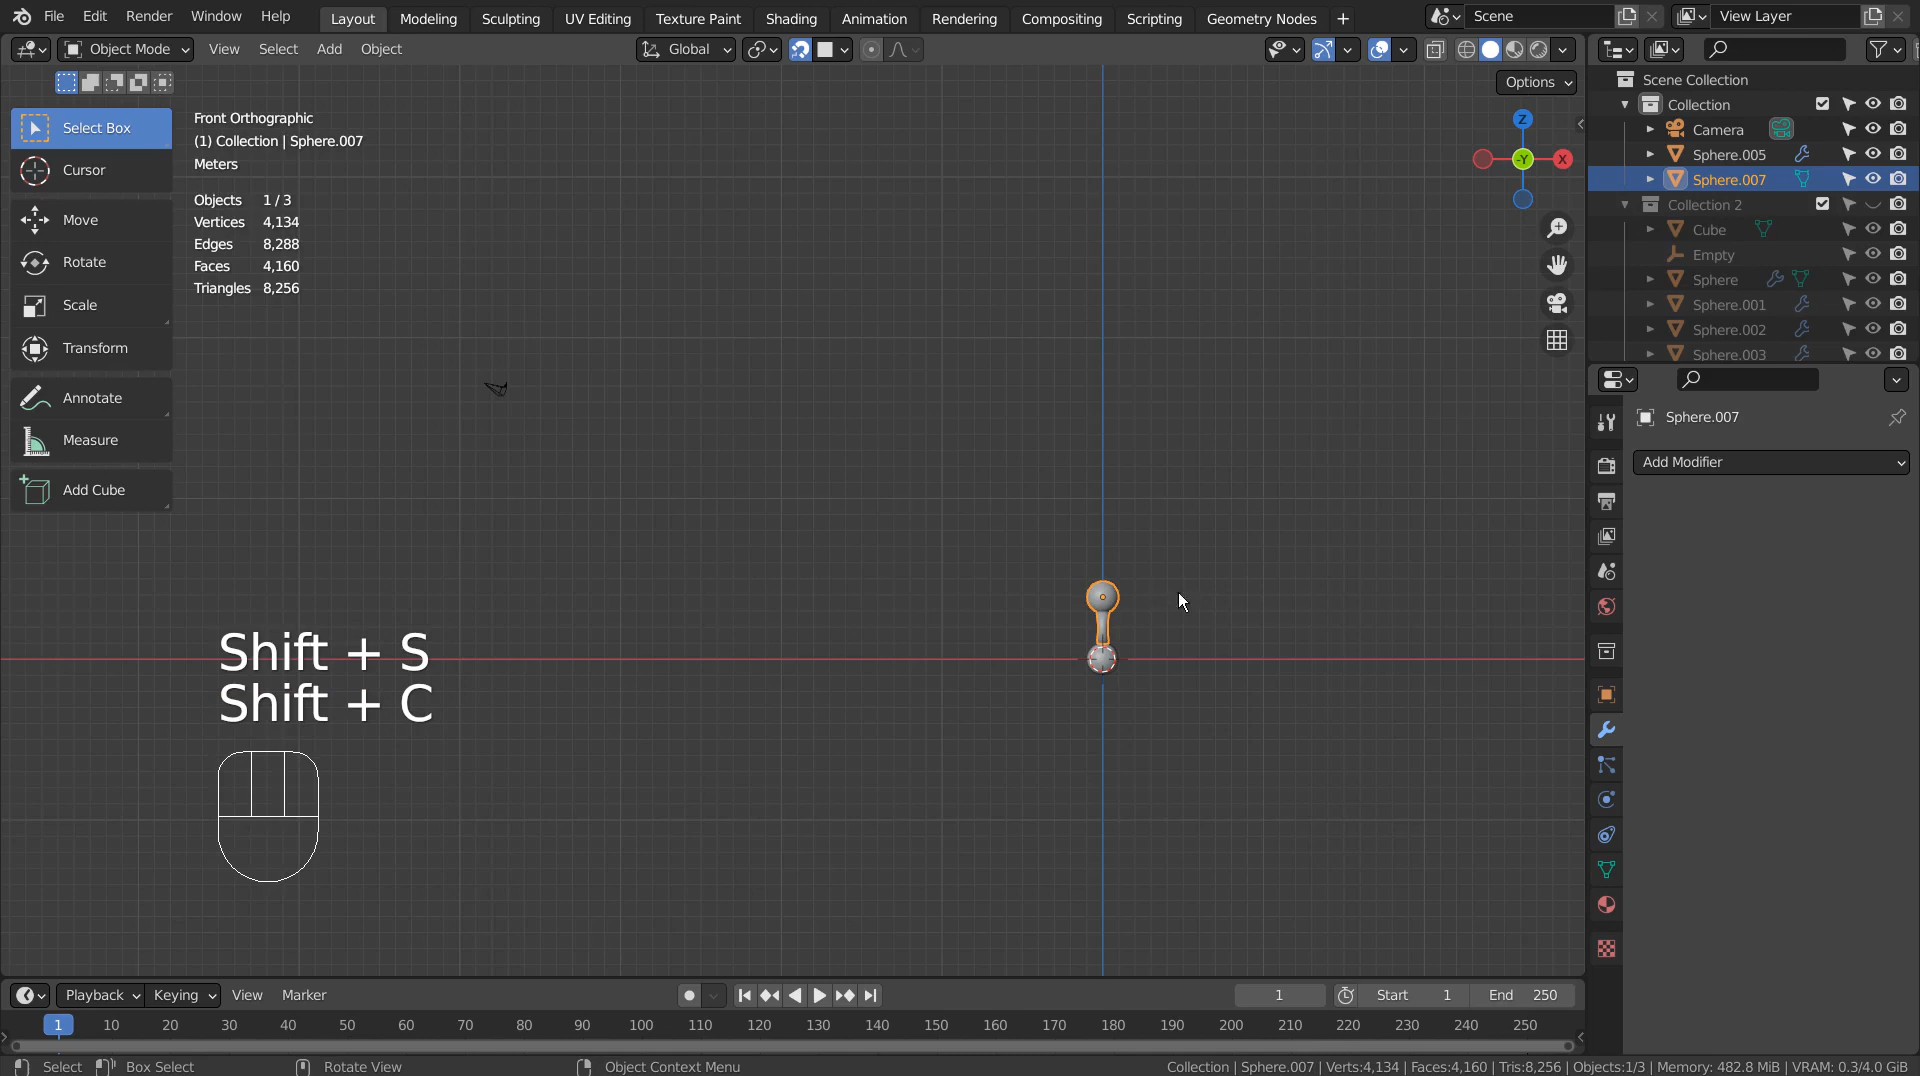 File Edit Render Window Help Layout Modeling Sculpting UV Editing Texture Paint Shading Animation Rendering Compositing Scripting Geometry Nodes + Scene View Layer
Object Mode View Select Add Object Global
Options
Select Box
Cursor
Move
Rotate
Scale
Transform
Annotate
Measure
Add Cube
Front Orthographic
(1) Collection | Sphere.007
Meters
Objects 1 / 3
Vertices 4,134
Edges 8,288
Faces 4,160
Triangles 8,256
Z
-Y X
Shift + S
Shift + C
Scene Collection
Collection
Camera
Sphere.005
Sphere.007
Collection 2
Cube
Empty
Sphere
Sphere.001
Sphere.002
Sphere.003
Sphere.007
Add Modifier
Playback Keying View Marker 1 Start 1 End 250
1 10 20 30 40 50 60 70 80 90 100 110 120 130 140 150 160 170 180 190 200 210 220 230 240 250
Select Box Select Rotate View Object Context Menu Collection | Sphere.007 | Verts:4,134 | Faces:4,160 | Tris:8,256 | Objects:1/3 | Memory: 482.8 MiB | VRAM: 0.3/4.0 GiB